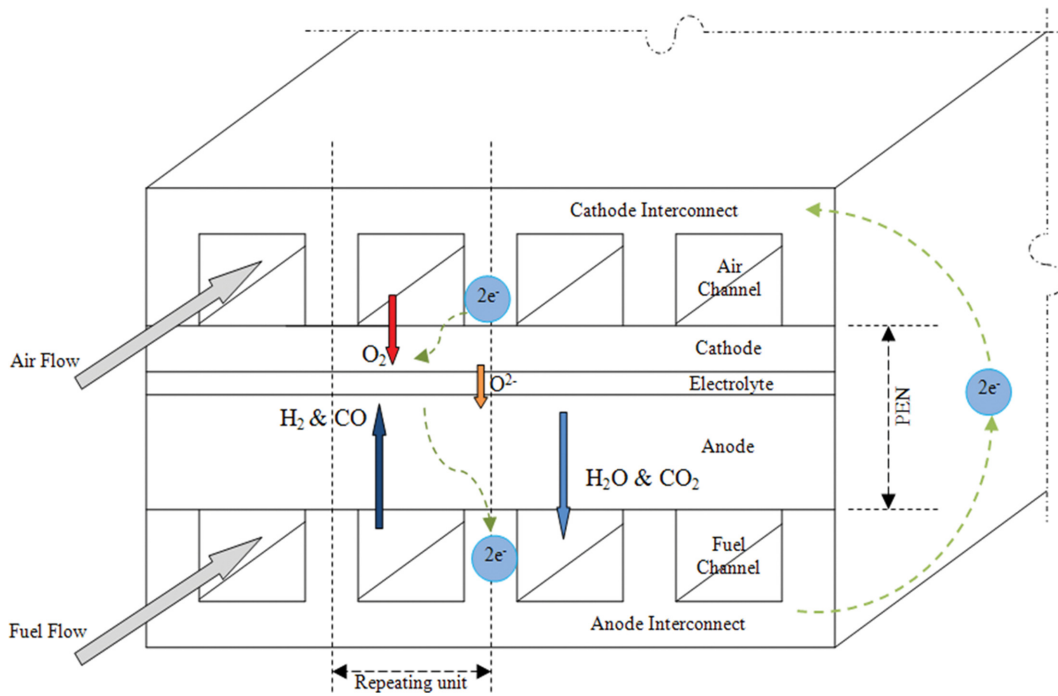 Cathode Interconnect
Air
Channel
2e⁻
Air Flow
O₂
Cathode
O²⁻
Electrolyte
2e⁻
PEN
H₂ & CO
Anode
H₂O & CO₂
2e⁻
Fuel
Channel
Fuel Flow
Anode Interconnect
Repeating unit